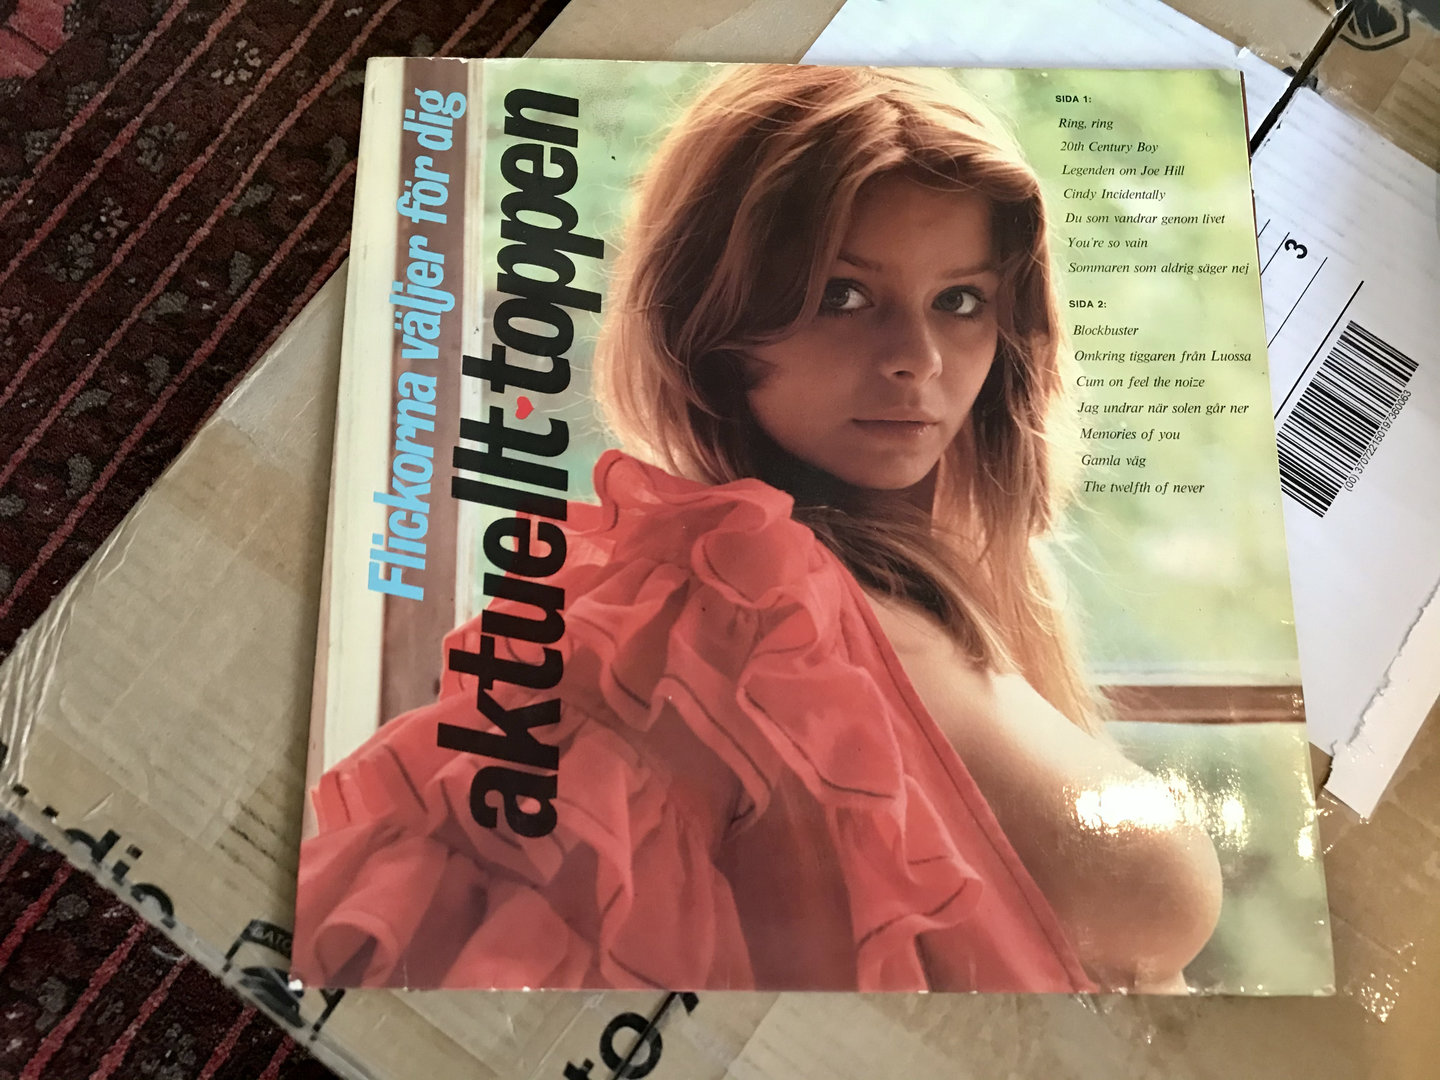 Flickorna väljer för dig
aktuellt toppen
SIDA 1:
Ring, ring
20th Century Boy
Legenden om Joe Hill
Cindy Incidentally
Du som vandrar genom livet
You're so vain
Sommaren som aldrig säger nej
SIDA 2:
Blockbuster
Omkring tiggaren från Luossa
Cum on feel the noize
Jag undrar när solen går ner
Memories of you
Gamla väg
The twelfth of never
3
(00) 370722150197360063